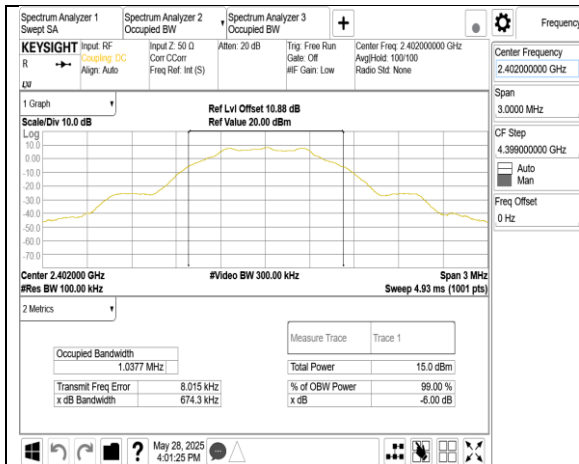 Spectrum Analyzer 1
Swept SA
Spectrum Analyzer 2
Occupied BW
Spectrum Analyzer 3
Occupied BW
+
Frequency
KEYSIGHT
R
LXI
Input: RF
Coupling: DC
Align: Auto
Input Z: 50 Ω
Corr CCorr
Freq Ref: Int (S)
Atten: 20 dB
Trig: Free Run
Gate: Off
#IF Gain: Low
Center Freq: 2.402000000 GHz
Avg|Hold: 100/100
Radio Std: None
Center Frequency
2.402000000 GHz
Span
3.0000 MHz
CF Step
4.399000000 GHz
Auto
Man
Freq Offset
0 Hz
1 Graph
Scale/Div 10.0 dB
Ref Lvl Offset 10.88 dB
Ref Value 20.00 dBm
Log
10.0
0.00
-10.0
-20.0
-30.0
-40.0
-50.0
-60.0
-70.0
Center 2.402000 GHz
#Res BW 100.00 kHz
#Video BW 300.00 kHz
Span 3 MHz
Sweep 4.93 ms (1001 pts)
2 Metrics
Measure Trace
Trace 1
Occupied Bandwidth
1.0377 MHz
Total Power
15.0 dBm
Transmit Freq Error
8.015 kHz
% of OBW Power
99.00 %
x dB Bandwidth
674.3 kHz
x dB
-6.00 dB
?
May 28, 2025
4:01:25 PM